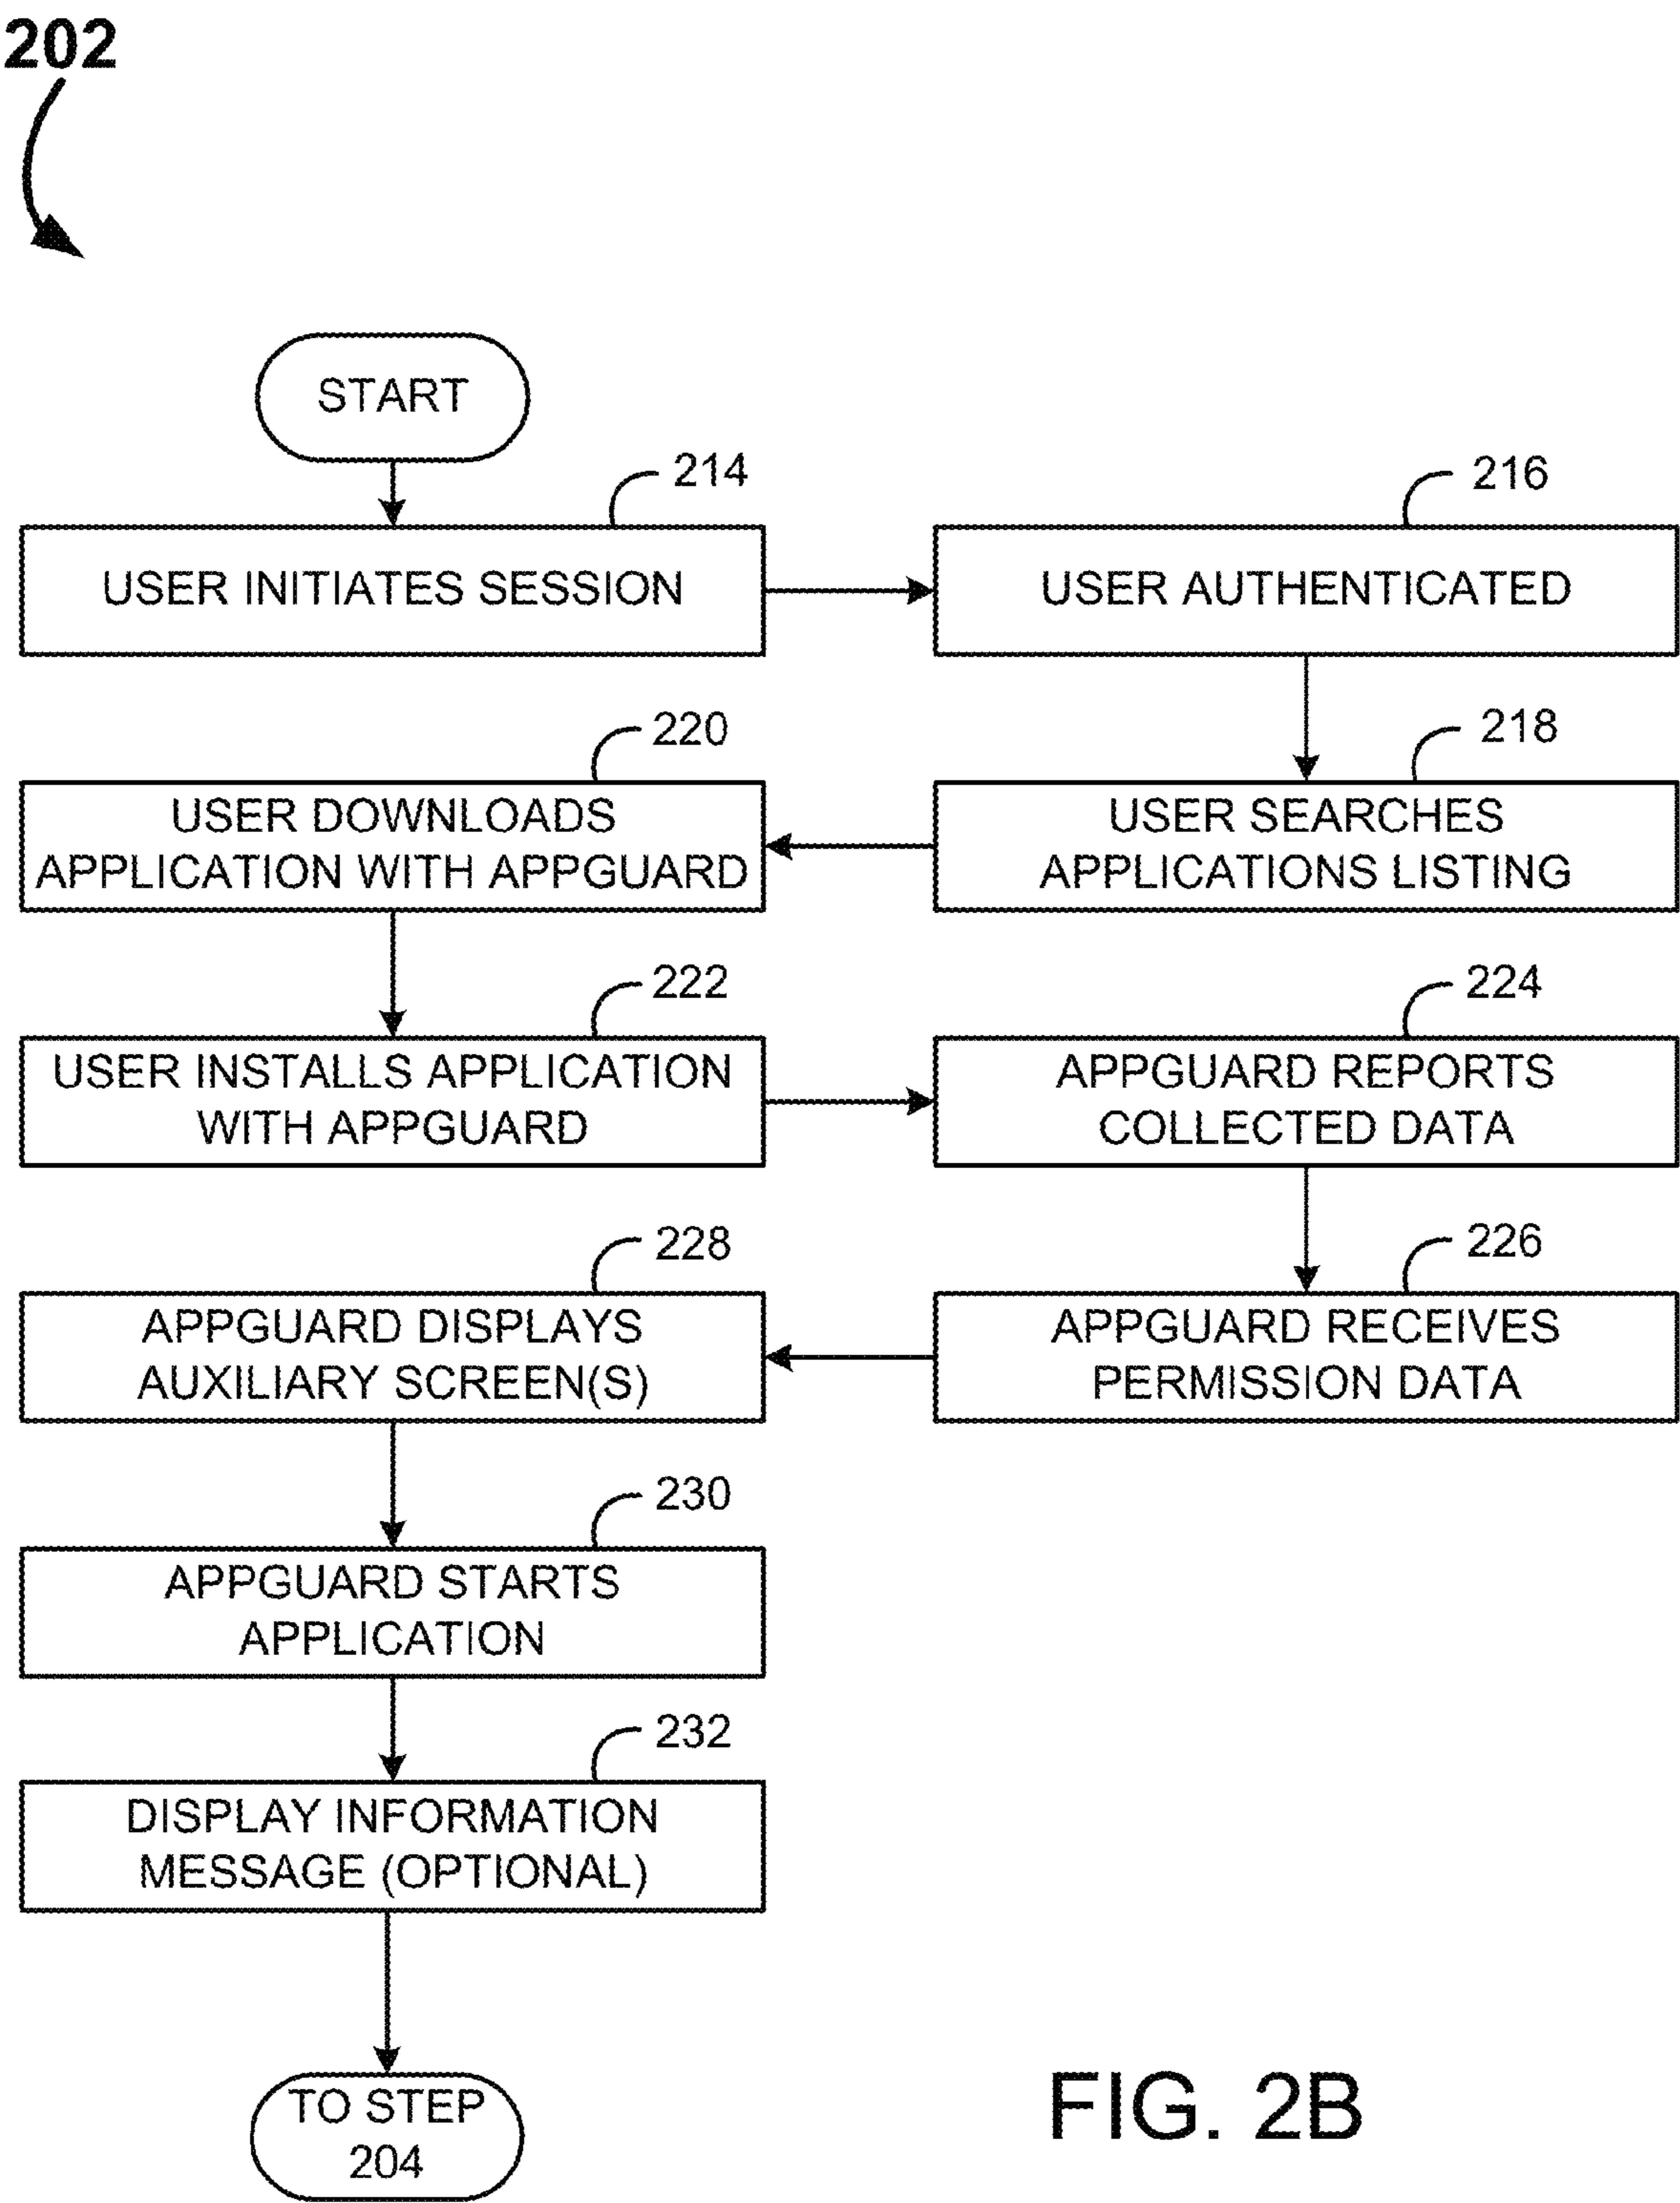 202
START
214
USER INITIATES SESSION
216
USER AUTHENTICATED
218
USER SEARCHES
APPLICATIONS LISTING
220
USER DOWNLOADS
APPLICATION WITH APPGUARD
222
USER INSTALLS APPLICATION
WITH APPGUARD
224
APPGUARD REPORTS
COLLECTED DATA
226
APPGUARD RECEIVES
PERMISSION DATA
228
APPGUARD DISPLAYS
AUXILIARY SCREEN(S)
230
APPGUARD STARTS
APPLICATION
232
DISPLAY INFORMATION
MESSAGE (OPTIONAL)
TO STEP
204
FIG. 2B